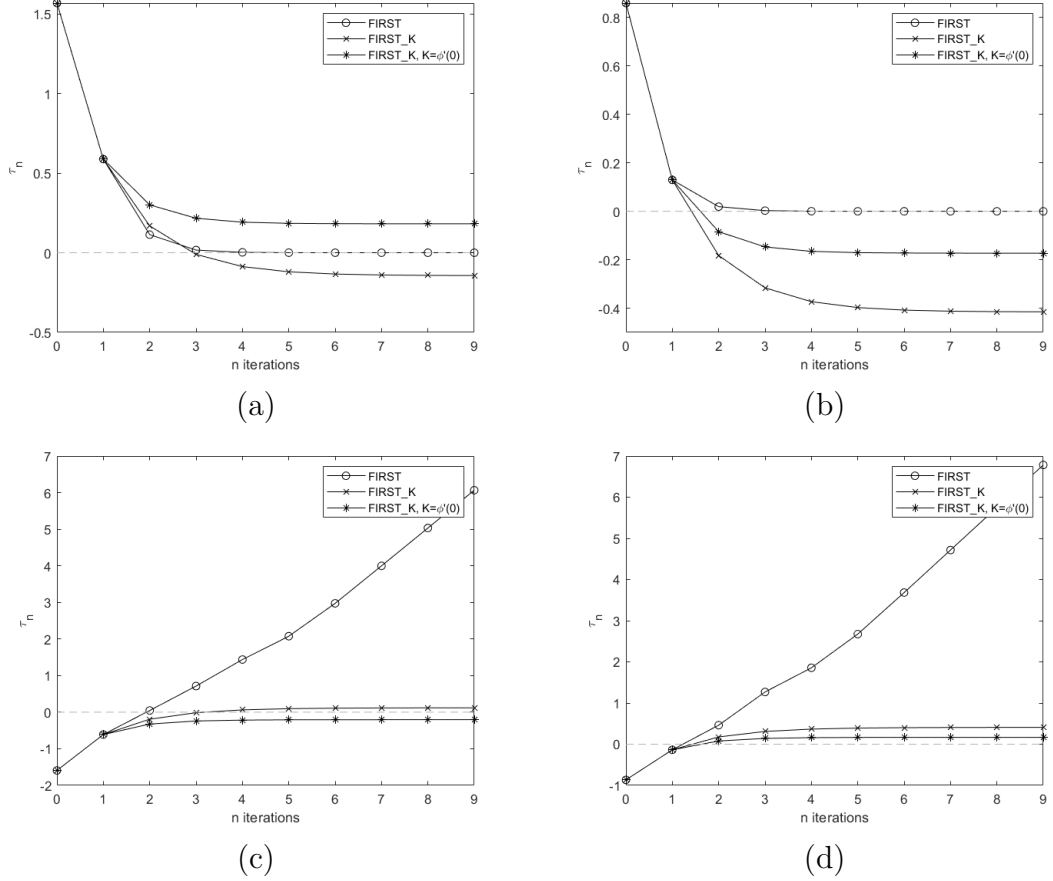 1.5
1
0.5
0
-0.5
τn
0 1 2 3 4 5 6 7 8 9
n iterations
FIRST
FIRST_K
FIRST_K, K=ϕ'(0)
(a)
0.8
0.6
0.4
0.2
0
-0.2
-0.4
τn
0 1 2 3 4 5 6 7 8 9
n iterations
FIRST
FIRST_K
FIRST_K, K=ϕ'(0)
(b)
7
6
5
4
3
2
1
0
-1
-2
τn
0 1 2 3 4 5 6 7 8 9
n iterations
FIRST
FIRST_K
FIRST_K, K=ϕ'(0)
(c)
7
6
5
4
3
2
1
0
-1
τn
0 1 2 3 4 5 6 7 8 9
n iterations
FIRST
FIRST_K
FIRST_K, K=ϕ'(0)
(d)